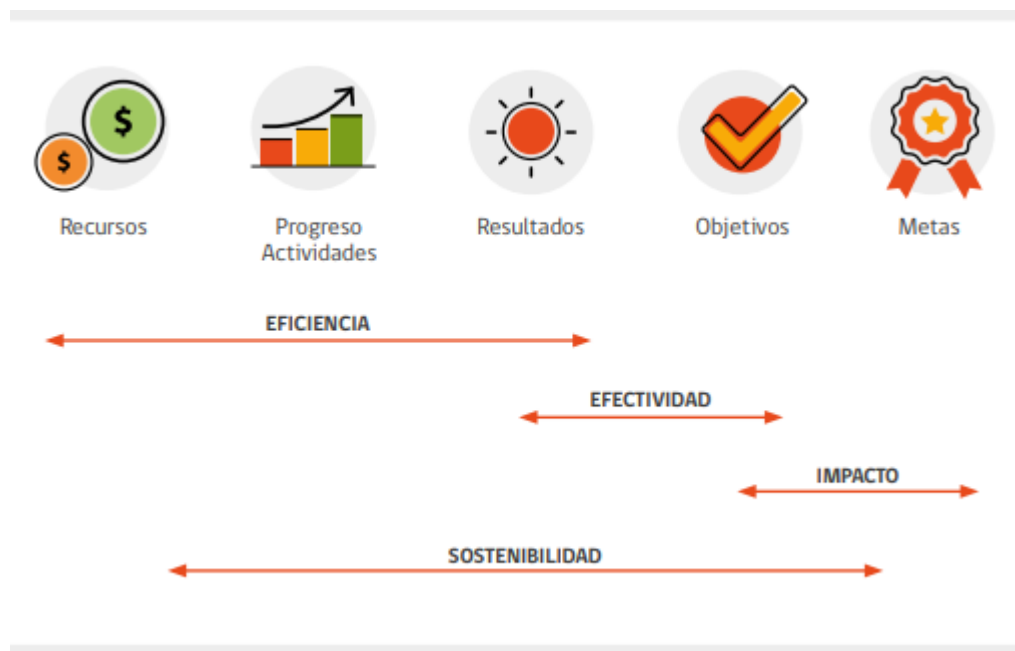 $
$
Recursos
Progreso
Actividades
Resultados
Objetivos
Metas
EFICIENCIA
EFECTIVIDAD
IMPACTO
SOSTENIBILIDAD